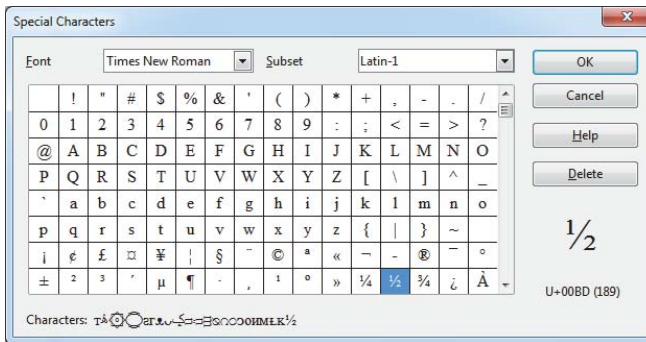 Special Characters
Font Times New Roman Subset Latin-1 OK
! " # $ % & ' ( ) * + , - . / Cancel
0 1 2 3 4 5 6 7 8 9 : ; < = > ?
@ A B C D E F G H I J K L M N O Help
P Q R S T U V W X Y Z [ \ ] ^ _ Delete
` a b c d e f g h i j k l m n o
p q r s t u v w x y z { | } ~ ½
¡ ¢ £ ¤ ¥ ¦ § ¨ © ª « ¬ - ® ¯ °
± ² ³ ´ µ ¶ · ¸ ¹ º » ¼ ½ ¾ ¿ À U+00BD (189)
Characters: